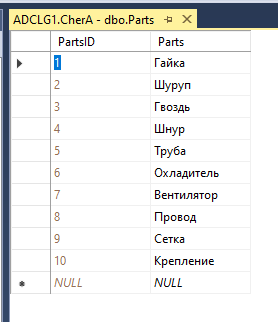 ADCLG1.CherA - dbo.Parts
PartsID Parts
1 Гайка
2 Шуруп
3 Гвоздь
4 Шнур
5 Труба
6 Охладитель
7 Вентилятор
8 Провод
9 Сетка
10 Крепление
NULL NULL